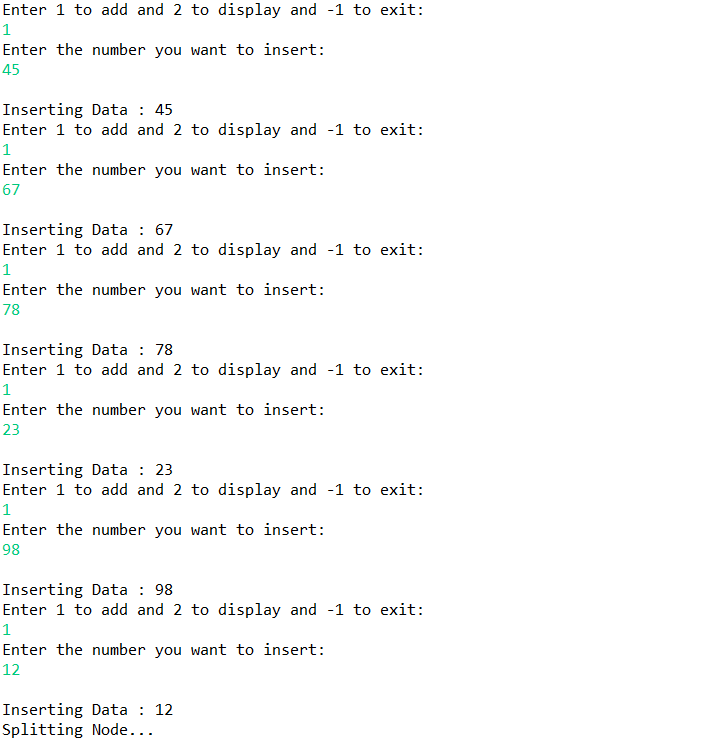 Enter 1 to add and 2 to display and -1 to exit:
1
Enter the number you want to insert:
45
Inserting Data : 45
Enter 1 to add and 2 to display and -1 to exit:
1
Enter the number you want to insert:
67
Inserting Data : 67
Enter 1 to add and 2 to display and -1 to exit:
1
Enter the number you want to insert:
78
Inserting Data : 78
Enter 1 to add and 2 to display and -1 to exit:
1
Enter the number you want to insert:
23
Inserting Data : 23
Enter 1 to add and 2 to display and -1 to exit:
1
Enter the number you want to insert:
98
Inserting Data : 98
Enter 1 to add and 2 to display and -1 to exit:
1
Enter the number you want to insert:
12
Inserting Data : 12
Splitting Node...